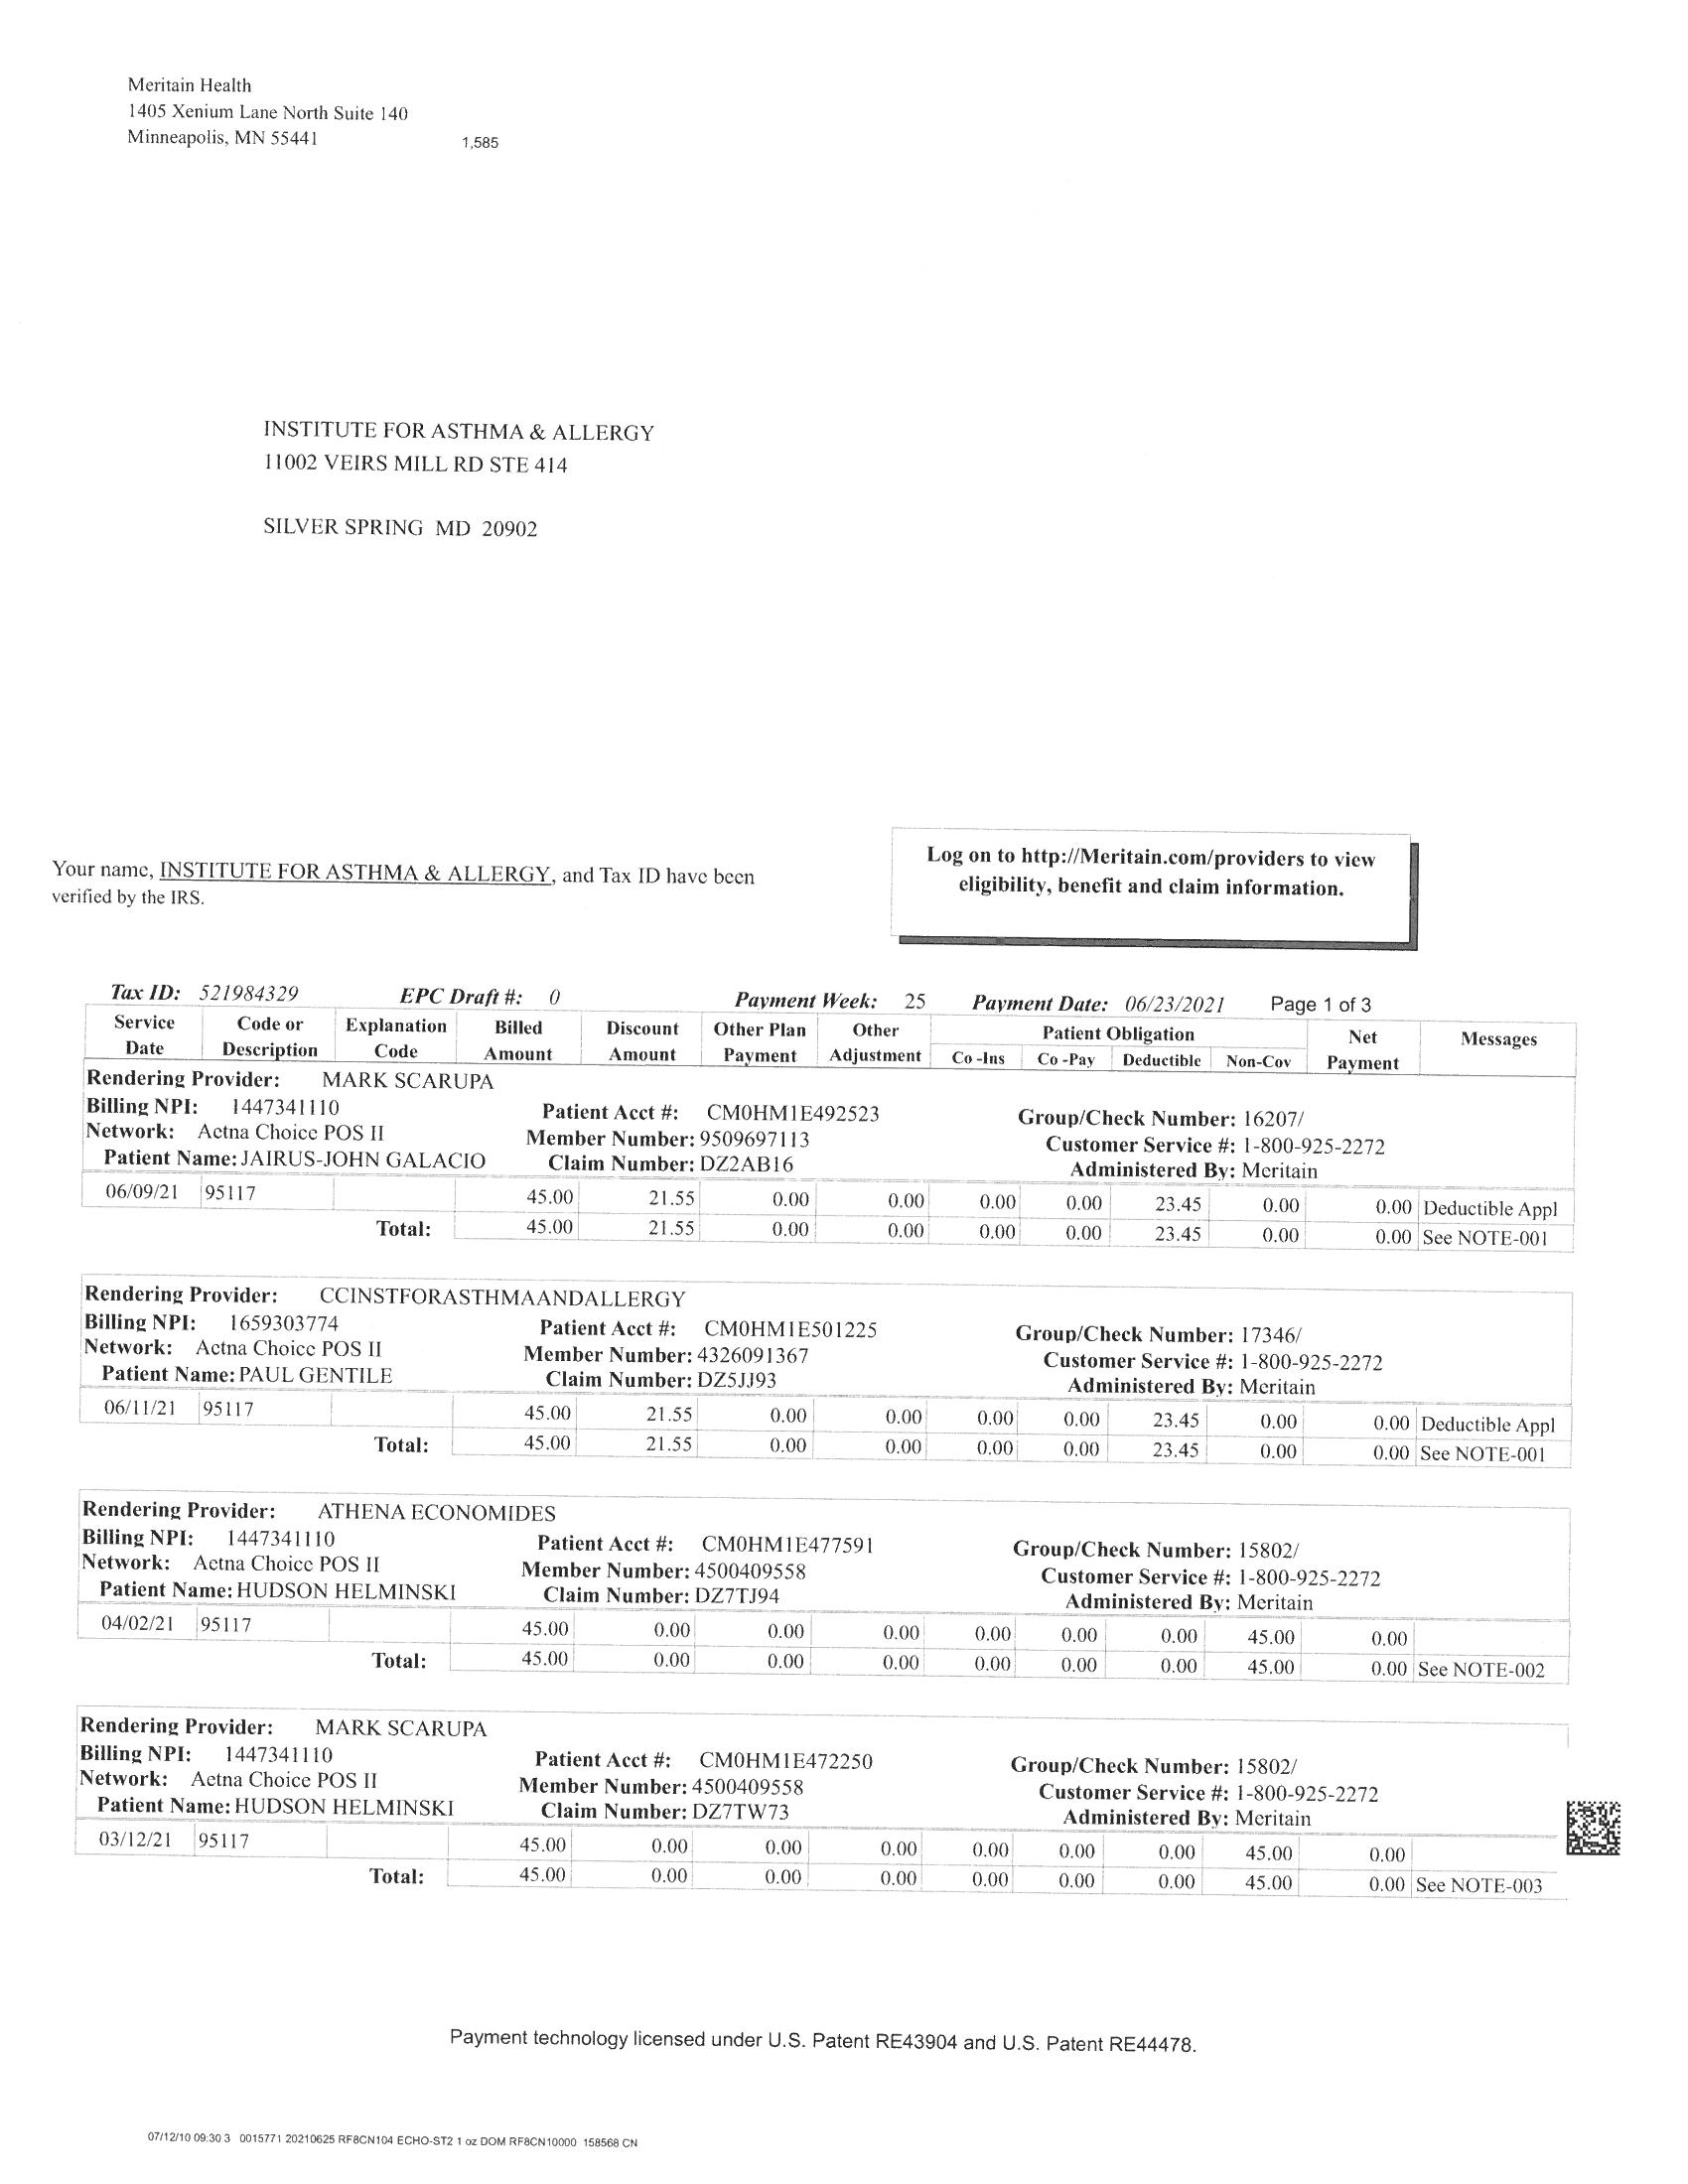 Meritain Health
1405 Xenium Lane North Suite 140
Minneapolis, MN 55441
1,585
INSTITUTE FOR ASTHMA & ALLERGY
11002 VEIRS MILL RD STE 414
SILVER SPRING MD 20902
Your name, INSTITUTE FOR ASTHMA & ALLERGY, and Tax ID have been
verified by the IRS.
Log on to http://Meritain.com/providers to view
eligibility, benefit and claim information.
Tax ID: 521984329 EPC Draft #: 0 Payment Week: 25 Payment Date: 06/23/2021 Page 1 of 3
Service Date Code or Description Explanation Code Billed Amount Discount Amount Other Plan Payment Other Adjustment Patient Obligation Co -Ins Co -Pay Deductible Non-Cov Net Payment Messages
Rendering Provider: MARK SCARUPA
Billing NPI: 1447341110 Patient Acct #: CM0HM1E492523 Group/Check Number: 16207/
Network: Aetna Choice POS II Member Number: 9509697113 Customer Service #: 1-800-925-2272
Patient Name: JAIRUS-JOHN GALACIO Claim Number: DZ2AB16 Administered By: Meritain
06/09/21 95117 45.00 21.55 0.00 0.00 0.00 0.00 23.45 0.00 0.00 Deductible Appl
Total: 45.00 21.55 0.00 0.00 0.00 0.00 23.45 0.00 0.00 See NOTE-001
Rendering Provider: CCINSTFORASTHMAANDALLERGY
Billing NPI: 1659303774 Patient Acct #: CM0HM1E501225 Group/Check Number: 17346/
Network: Aetna Choice POS II Member Number: 4326091367 Customer Service #: 1-800-925-2272
Patient Name: PAUL GENTILE Claim Number: DZ5JJ93 Administered By: Meritain
06/11/21 95117 45.00 21.55 0.00 0.00 0.00 0.00 23.45 0.00 0.00 Deductible Appl
Total: 45.00 21.55 0.00 0.00 0.00 0.00 23.45 0.00 0.00 See NOTE-001
Rendering Provider: ATHENA ECONOMIDES
Billing NPI: 1447341110 Patient Acct #: CM0HM1E477591 Group/Check Number: 15802/
Network: Aetna Choice POS II Member Number: 4500409558 Customer Service #: 1-800-925-2272
Patient Name: HUDSON HELMINSKI Claim Number: DZ7TJ94 Administered By: Meritain
04/02/21 95117 45.00 0.00 0.00 0.00 0.00 0.00 0.00 45.00 0.00
Total: 45.00 0.00 0.00 0.00 0.00 0.00 0.00 45.00 0.00 See NOTE-002
Rendering Provider: MARK SCARUPA
Billing NPI: 1447341110 Patient Acct #: CM0HM1E472250 Group/Check Number: 15802/
Network: Aetna Choice POS II Member Number: 4500409558 Customer Service #: 1-800-925-2272
Patient Name: HUDSON HELMINSKI Claim Number: DZ7TW73 Administered By: Meritain
03/12/21 95117 45.00 0.00 0.00 0.00 0.00 0.00 0.00 45.00 0.00
Total: 45.00 0.00 0.00 0.00 0.00 0.00 0.00 45.00 0.00 See NOTE-003
Payment technology licensed under U.S. Patent RE43904 and U.S. Patent RE44478.
07/12/10 09:30 3 0015771 20210625 RF8CN104 ECHO-ST2 1 oz DOM RF8CN10000 158568 CN